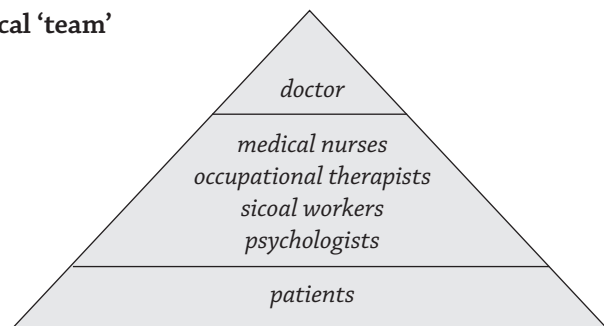 cal ‘team’
doctor
medical nurses
occupational therapists
sicoal workers
psychologists
patients